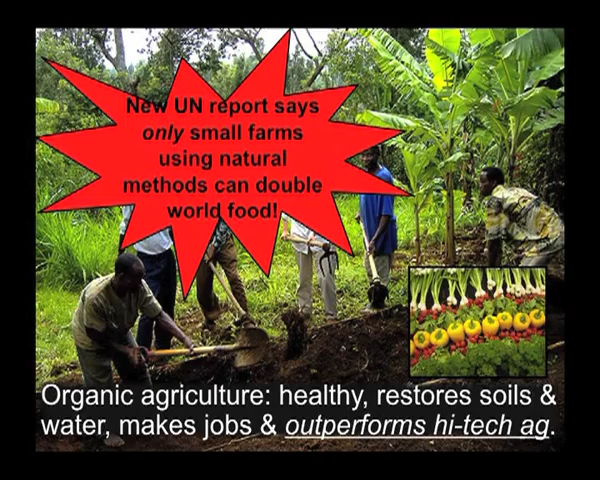 New UN report says
only small farms
using natural
methods can double
world food!
Organic agriculture: healthy, restores soils &
water, makes jobs & outperforms hi-tech ag.